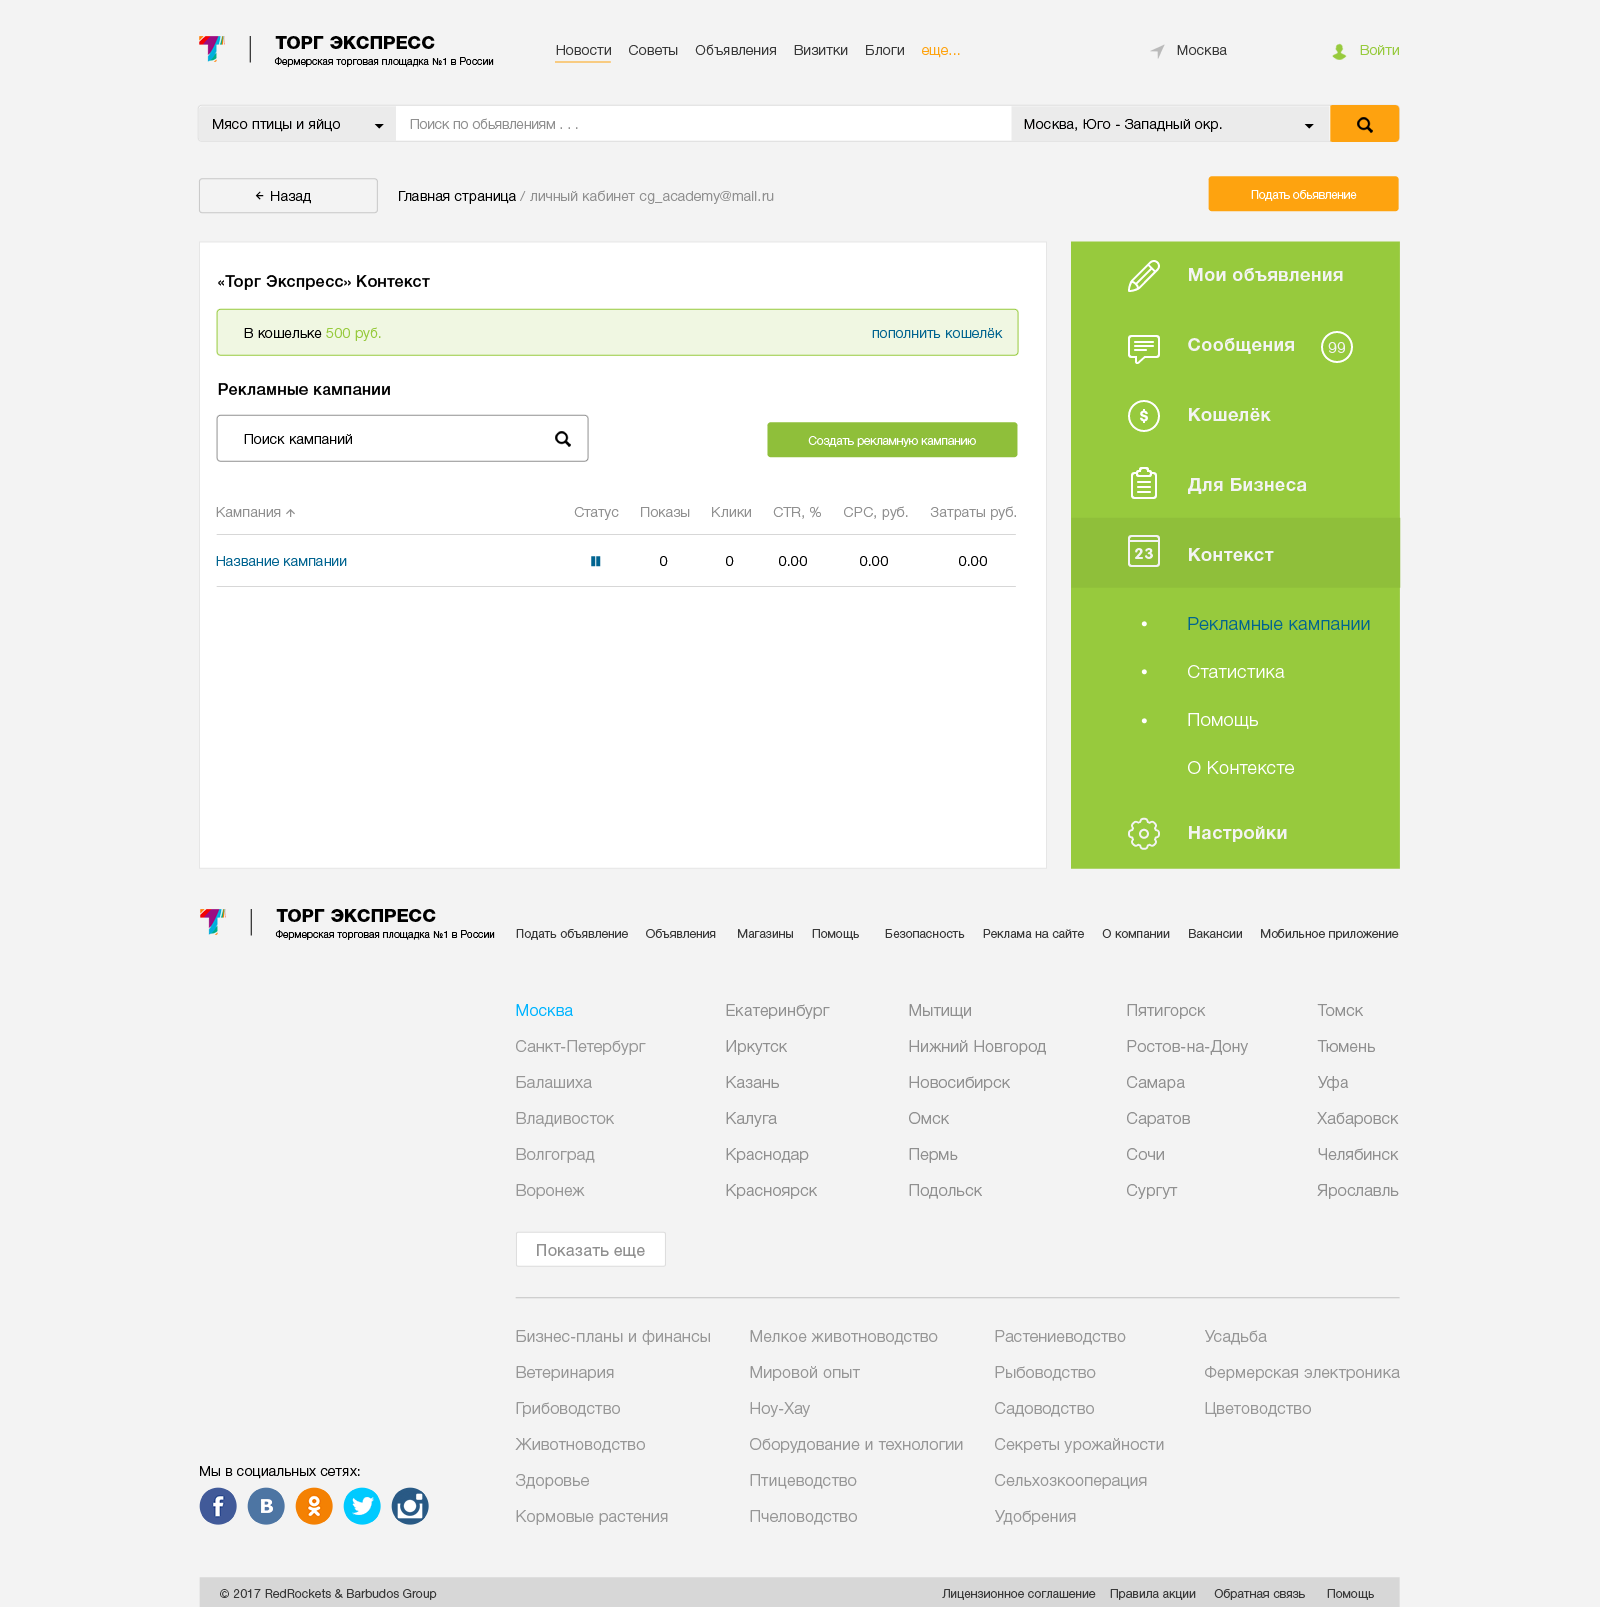 ТОРГ ЭКСПРЕСС
Фермерская торговая площадка №1 в России
Новости Советы Объявления Визитки Блоги еще... Москва Войти
Мясо птицы и яйцо Поиск по обьявлениям . . . Москва, Юго - Западный окр.
Назад Главная страница / личный кабинет cg_academy@mail.ru Подать обьявление
«Торг Экспресс» Контекст
В кошельке 500 руб. пополнить кошелёк
Рекламные кампании
Поиск кампаний Создать рекламную кампанию
Кампания Статус Показы Клики CTR, % CPC, руб. Затраты руб.
Название кампании 0 0 0.00 0.00 0.00
Мои объявления
Сообщения 99
$ Кошелёк
Для Бизнеса
23 Контекст
• Рекламные кампании
• Статистика
• Помощь
О Контексте
Настройки
ТОРГ ЭКСПРЕСС
Фермерская торговая площадка №1 в России
Подать объявление Объявления Магазины Помощь Безопасность Реклама на сайте О компании Вакансии Мобильное приложение
Москва Екатеринбург Мытищи Пятигорск Томск
Санкт-Петербург Иркутск Нижний Новгород Ростов-на-Дону Тюмень
Балашиха Казань Новосибирск Самара Уфа
Владивосток Калуга Омск Саратов Хабаровск
Волгоград Краснодар Пермь Сочи Челябинск
Воронеж Красноярск Подольск Сургут Ярославль
Показать еще
Бизнес-планы и финансы Мелкое животноводство Растениеводство Усадьба
Ветеринария Мировой опыт Рыбоводство Фермерская электроника
Грибоводство Ноу-Хау Садоводство Цветоводство
Животноводство Оборудование и технологии Секреты урожайности
Здоровье Птицеводство Сельхозкооперация
Кормовые растения Пчеловодство Удобрения
Мы в социальных сетях:
© 2017 RedRockets & Barbudos Group Лицензионное соглашение Правила акции Обратная связь Помощь